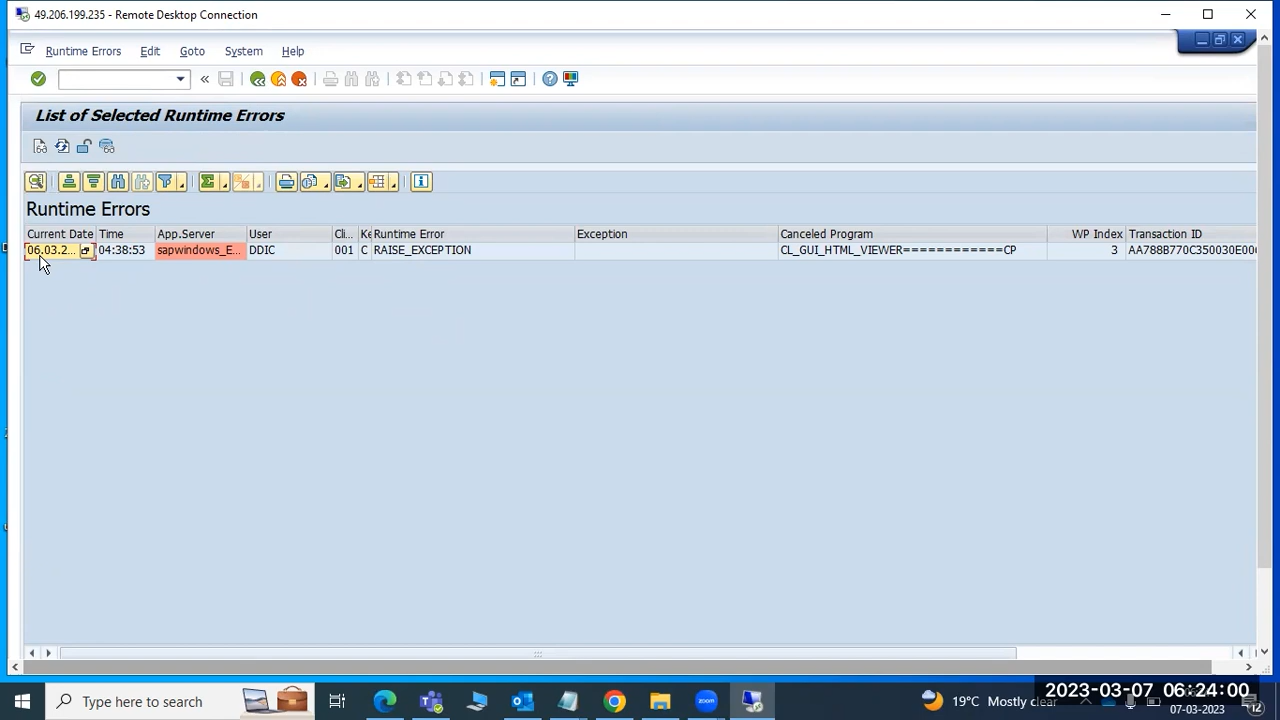 49.206.199.235 - Remote Desktop Connection
Runtime Errors Edit Goto System Help
List of Selected Runtime Errors
Runtime Errors
Current Date Time App.Server User Cli... Ke Runtime Error Exception Canceled Program WP Index Transaction ID
06.03.2... 04:38:53 sapwindows_E... DDIC 001 C RAISE_EXCEPTION CL_GUI_HTML_VIEWER============CP 3 AA788B770C350030E00
Type here to search
zoom
19°C Mostly clear
2023-03-07 06:24:00
07-03-2023
12